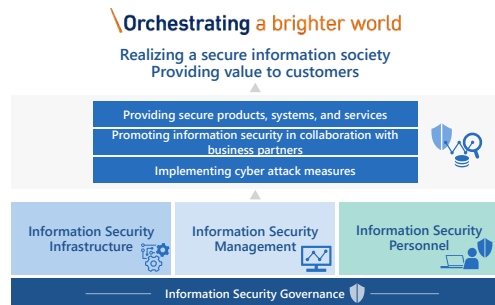 \Orchestrating a brighter world
Realizing a secure information society
Providing value to customers
Providing secure products, systems, and services
Promoting information security in collaboration with
business partners
Implementing cyber attack measures
Information Security
Infrastructure
Information Security
Management
Information Security
Personnel
Information Security Governance